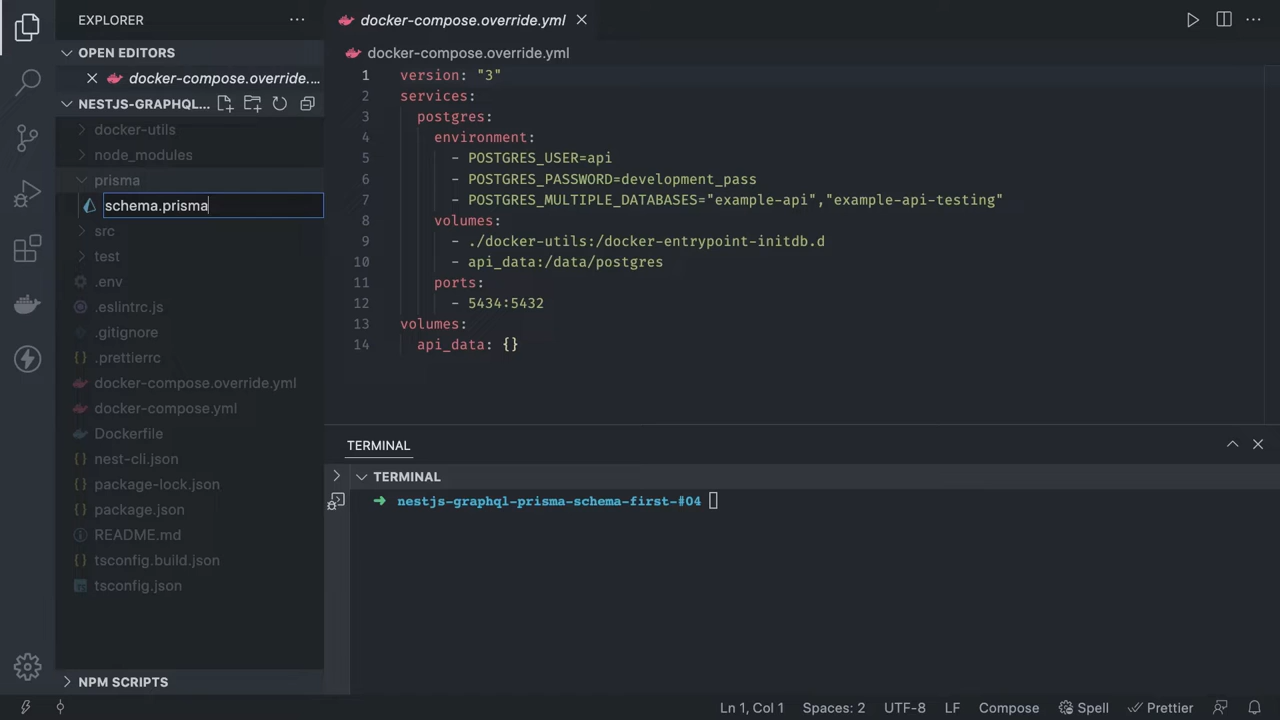 EXPLORER
OPEN EDITORS
docker-compose.override....
NESTJS-GRAPHQL...
docker-utils
node_modules
prisma
schema.prisma
src
test
.env
.eslintrc.js
.gitignore
.prettierrc
docker-compose.override.yml
docker-compose.yml
Dockerfile
nest-cli.json
package-lock.json
package.json
README.md
tsconfig.build.json
tsconfig.json
NPM SCRIPTS
docker-compose.override.yml
docker-compose.override.yml
1 version: "3"
2 services:
3 postgres:
4 environment:
5 - POSTGRES_USER=api
6 - POSTGRES_PASSWORD=development_pass
7 - POSTGRES_MULTIPLE_DATABASES="example-api","example-api-testing"
8 volumes:
9 - ./docker-utils:/docker-entrypoint-initdb.d
10 - api_data:/data/postgres
11 ports:
12 - 5434:5432
13 volumes:
14 api_data: {}
TERMINAL
TERMINAL
➜ nestjs-graphql-prisma-schema-first-#04
Ln 1, Col 1 Spaces: 2 UTF-8 LF Compose Spell Prettier